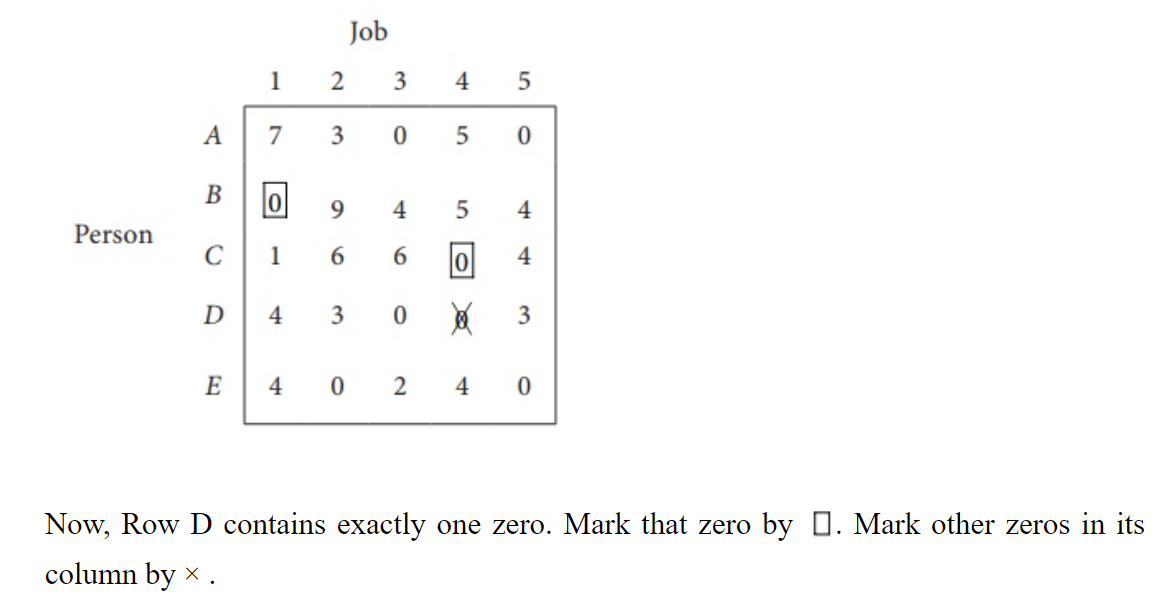 Job
1 2 3 4 5
A 7 3 0 5 0
B 0 9 4 5 4
Person
C 1 6 6 0 4
D 4 3 0 0 3
E 4 0 2 4 0
Now, Row D contains exactly one zero. Mark that zero by □. Mark other zeros in its
column by × .